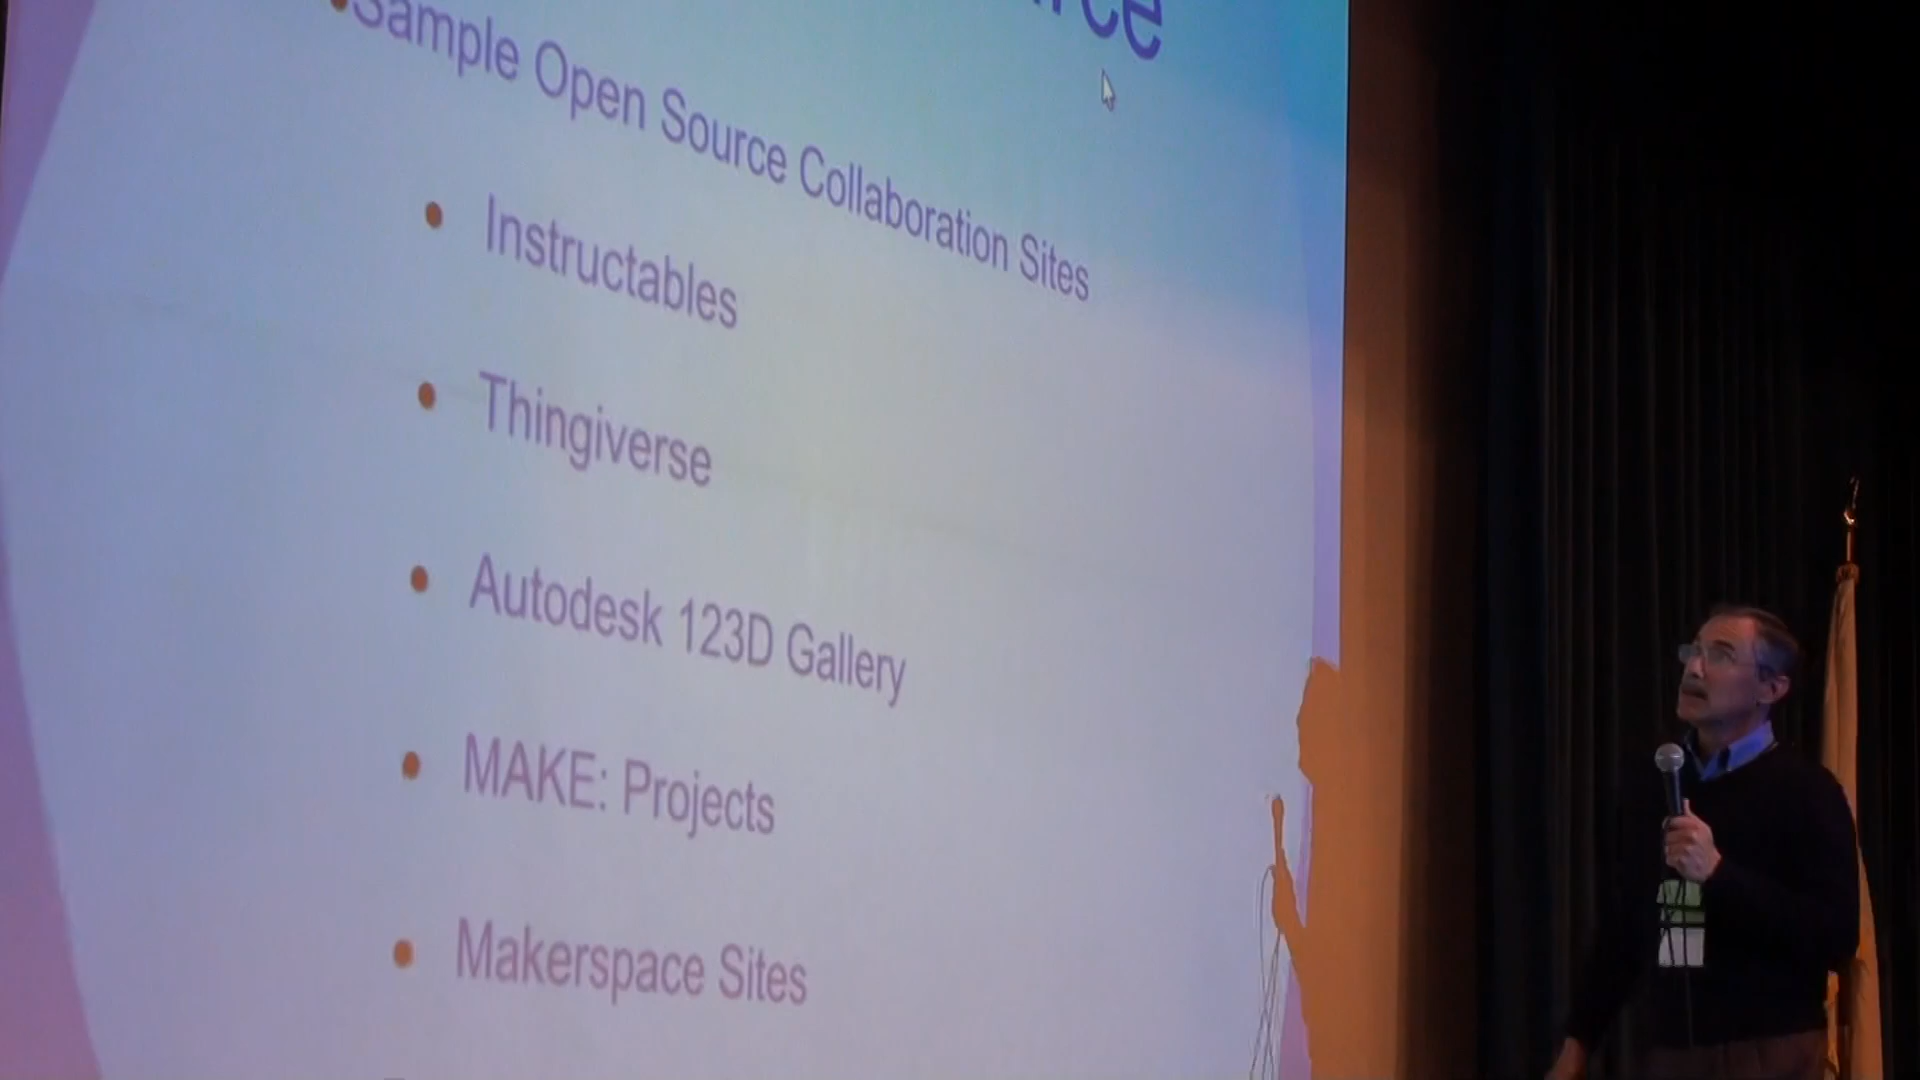 Sample Open Source Collaboration Sites
Instructables
Thingiverse
Autodesk 123D Gallery
MAKE: Projects
Makerspace Sites